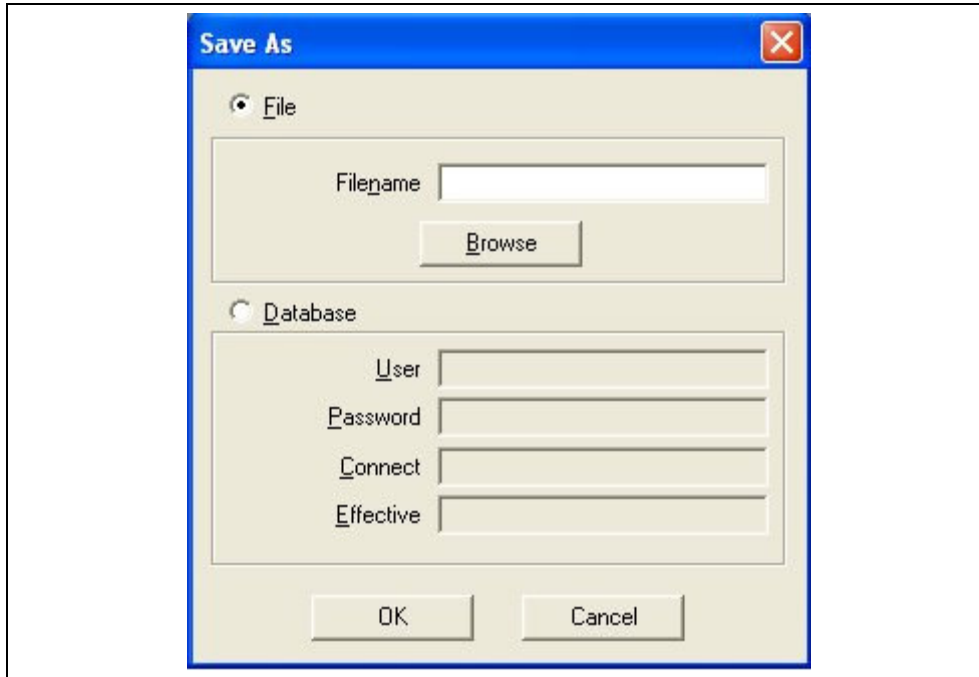 Save As
File
Filename
Browse
Database
User
Password
Connect
Effective
OK Cancel